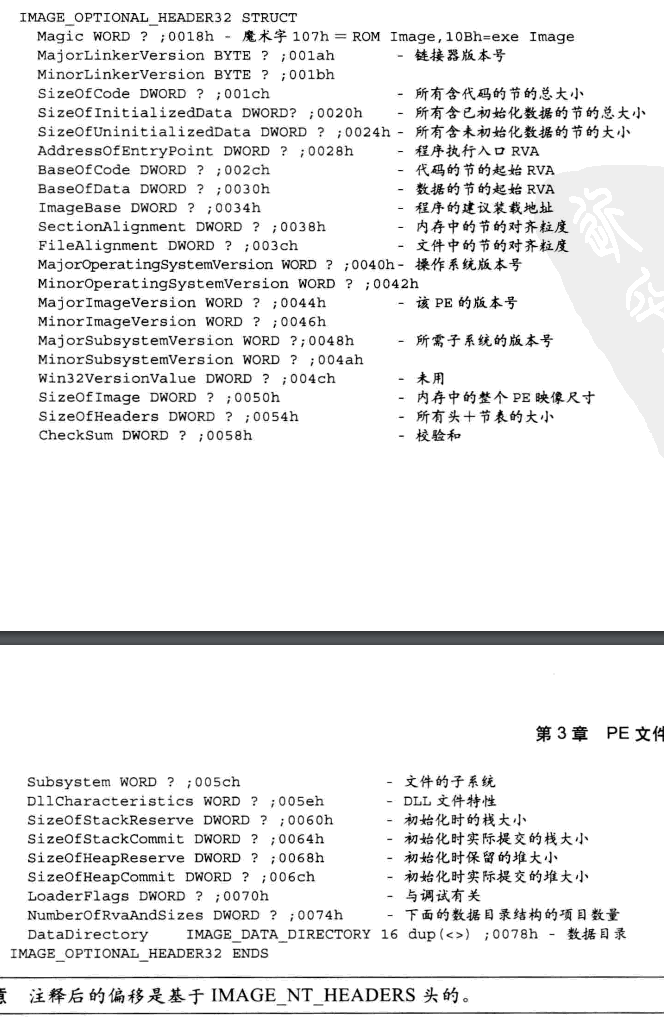 IMAGE_OPTIONAL_HEADER32 STRUCT
Magic WORD ? ;0018h - 魔术字 107h = ROM Image,10Bh=exe Image
MajorLinkerVersion BYTE ? ;001ah - 链接器版本号
MinorLinkerVersion BYTE ? ;001bh
SizeOfCode DWORD ? ;001ch - 所有含代码的节的总大小
SizeOfInitializedData DWORD? ;0020h - 所有含已初始化数据的节的总大小
SizeOfUninitializedData DWORD ? ;0024h - 所有含未初始化数据的节的大小
AddressOfEntryPoint DWORD ? ;0028h - 程序执行入口 RVA
BaseOfCode DWORD ? ;002ch - 代码的节的起始 RVA
BaseOfData DWORD ? ;0030h - 数据的节的起始 RVA
ImageBase DWORD ? ;0034h - 程序的建议装载地址
SectionAlignment DWORD ? ;0038h - 内存中的节的对齐粒度
FileAlignment DWORD ? ;003ch - 文件中的节的对齐粒度
MajorOperatingSystemVersion WORD ? ;0040h - 操作系统版本号
MinorOperatingSystemVersion WORD ? ;0042h
MajorImageVersion WORD ? ;0044h - 该 PE 的版本号
MinorImageVersion WORD ? ;0046h
MajorSubsystemVersion WORD ?;0048h - 所需子系统的版本号
MinorSubsystemVersion WORD ? ;004ah
Win32VersionValue DWORD ? ;004ch - 未用
SizeOfImage DWORD ? ;0050h - 内存中的整个 PE 映像尺寸
SizeOfHeaders DWORD ? ;0054h - 所有头+节表的大小
CheckSum DWORD ? ;0058h - 校验和
第 3 章 PE 文件
Subsystem WORD ? ;005ch - 文件的子系统
DllCharacteristics WORD ? ;005eh - DLL 文件特性
SizeOfStackReserve DWORD ? ;0060h - 初始化时的栈大小
SizeOfStackCommit DWORD ? ;0064h - 初始化时实际提交的栈大小
SizeOfHeapReserve DWORD ? ;0068h - 初始化时保留的堆大小
SizeOfHeapCommit DWORD ? ;006ch - 初始化时实际提交的堆大小
LoaderFlags DWORD ? ;0070h - 与调试有关
NumberOfRvaAndSizes DWORD ? ;0074h - 下面的数据目录结构的项目数量
DataDirectory IMAGE_DATA_DIRECTORY 16 dup(<>) ;0078h - 数据目录
IMAGE_OPTIONAL_HEADER32 ENDS
意 注释后的偏移是基于 IMAGE_NT_HEADERS 头的。